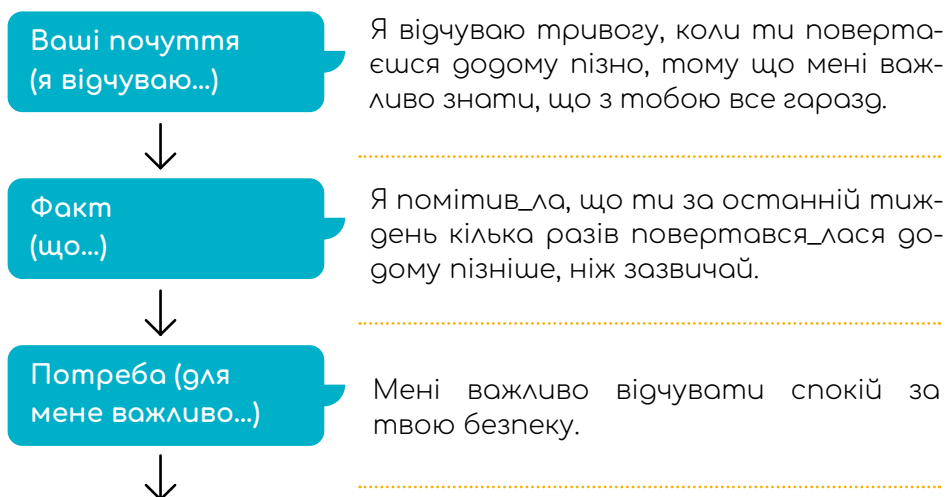 Ваші почуття
(я відчуваю...)
Я відчуваю тривогу, коли ти поверта-
єшся додому пізно, тому що мені важ-
ливо знати, що з тобою все гаразд.
Факт
(що...)
Я помітив_ла, що ти за останній тиж-
день кілька разів повертався_лася до-
дому пізніше, ніж зазвичай.
Потреба (для
мене важливо...)
Мені важливо відчувати спокій за
твою безпеку.